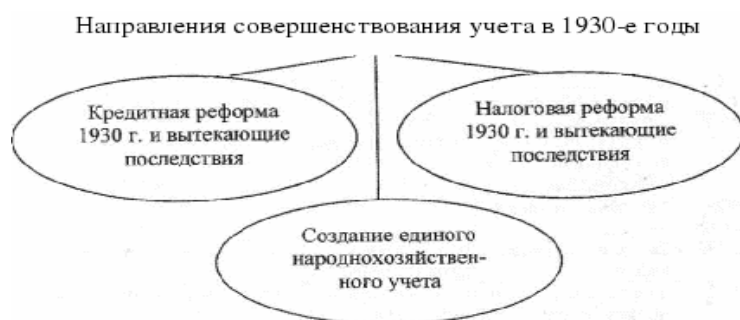 Направления совершенствования учета в 1930-е годы
Кредитная реформа
1930 г. и вытекающие
последствия
Налоговая реформа
1930 г. и вытекающие
последствия
Создание единого
народнохозяйствен-
ного учета